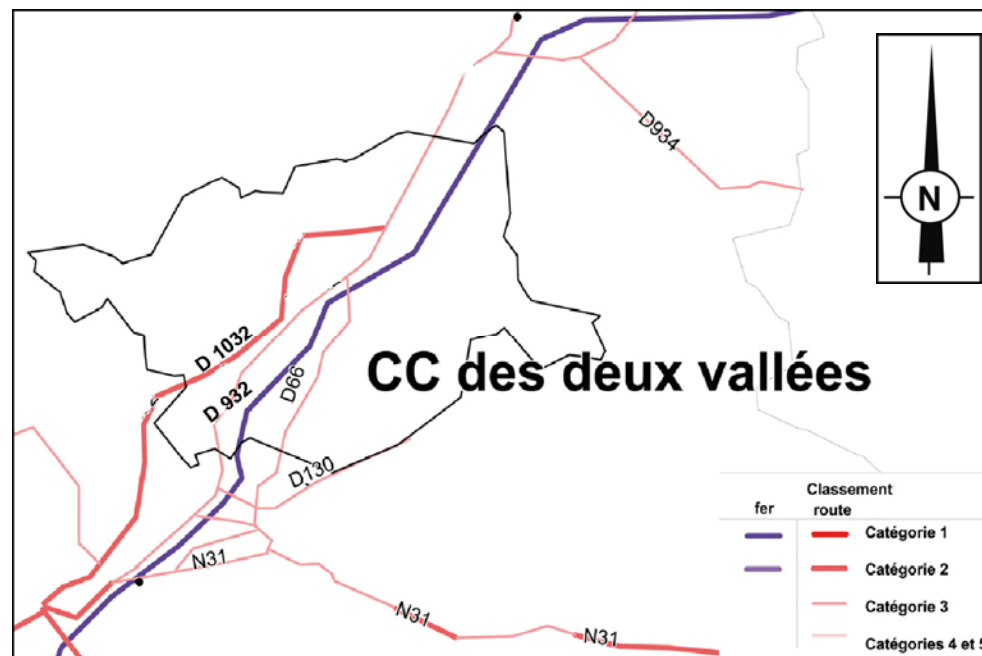 D934
N
D 1032
D 932
D66
CC des deux vallées
D130
N31
N31
N31
fer
Classement
route
Catégorie 1
Catégorie 2
Catégorie 3
Catégories 4 et 5